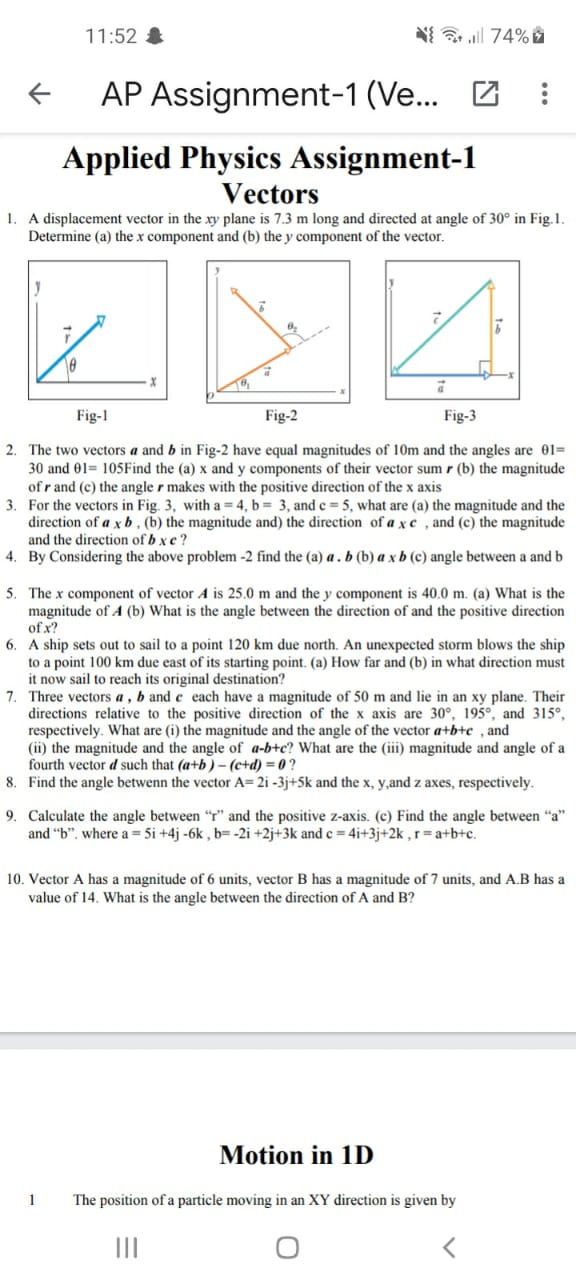 11:52
74%
AP Assignment-1 (Ve...
Applied Physics Assignment-1
Vectors
1. A displacement vector in the xy plane is 7.3 m long and directed at angle of 30° in Fig.1.
Determine (a) the x component and (b) the y component of the vector.
y
r
θ
x
Fig-1
y
b
θ2
a
θ1
O
x
Fig-2
y
c
b
x
a
Fig-3
2. The two vectors a and b in Fig-2 have equal magnitudes of 10m and the angles are θ1=
30 and θ1= 105Find the (a) x and y components of their vector sum r (b) the magnitude
of r and (c) the angle r makes with the positive direction of the x axis
3. For the vectors in Fig. 3, with a = 4, b = 3, and c = 5, what are (a) the magnitude and the
direction of a x b , (b) the magnitude and) the direction of a x c , and (c) the magnitude
and the direction of b x c ?
4. By Considering the above problem -2 find the (a) a . b (b) a x b (c) angle between a and b
5. The x component of vector A is 25.0 m and the y component is 40.0 m. (a) What is the
magnitude of A (b) What is the angle between the direction of and the positive direction
of x?
6. A ship sets out to sail to a point 120 km due north. An unexpected storm blows the ship
to a point 100 km due east of its starting point. (a) How far and (b) in what direction must
it now sail to reach its original destination?
7. Three vectors a , b and c each have a magnitude of 50 m and lie in an xy plane. Their
directions relative to the positive direction of the x axis are 30°, 195°, and 315°,
respectively. What are (i) the magnitude and the angle of the vector a+b+c , and
(ii) the magnitude and the angle of a-b+c? What are the (iii) magnitude and angle of a
fourth vector d such that (a+b ) – (c+d) = 0 ?
8. Find the angle betwenn the vector A= 2i -3j+5k and the x, y,and z axes, respectively.
9. Calculate the angle between “r” and the positive z-axis. (c) Find the angle between “a”
and “b”. where a = 5i +4j -6k , b= -2i +2j+3k and c = 4i+3j+2k , r = a+b+c.
10. Vector A has a magnitude of 6 units, vector B has a magnitude of 7 units, and A.B has a
value of 14. What is the angle between the direction of A and B?
Motion in 1D
1 The position of a particle moving in an XY direction is given by